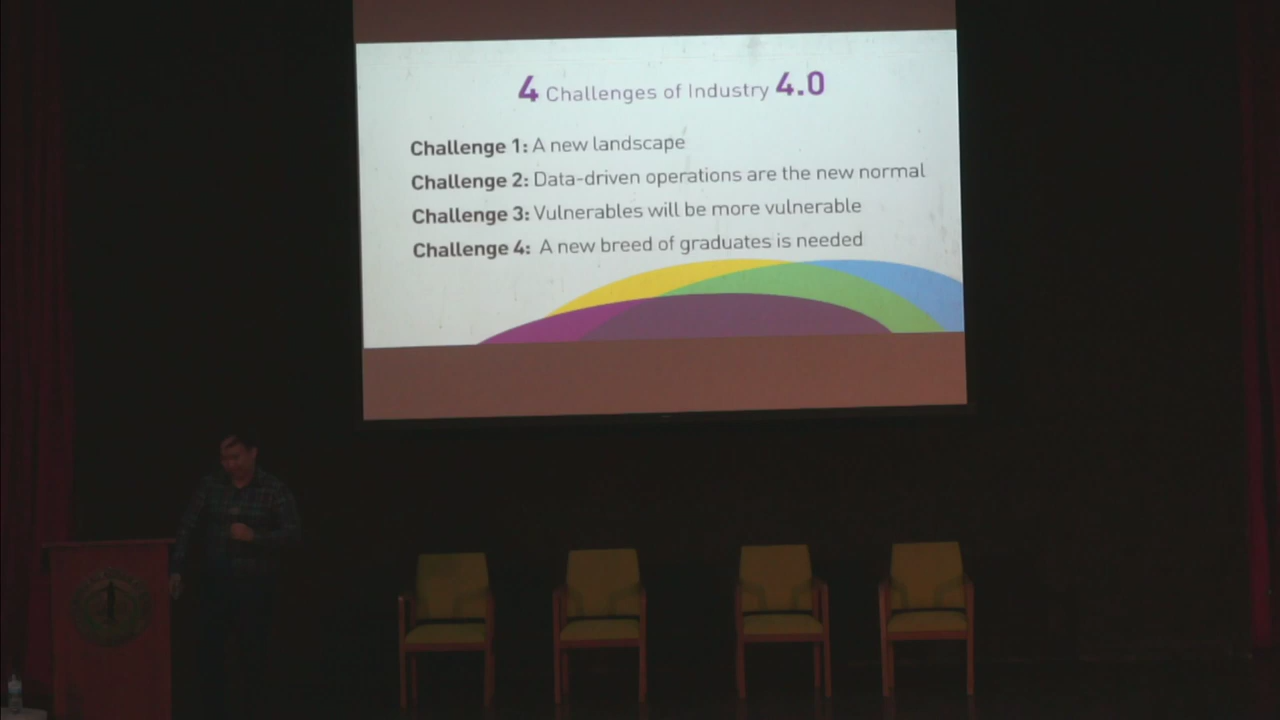 4 Challenges of Industry 4.0
Challenge 1: A new landscape
Challenge 2: Data-driven operations are the new normal
Challenge 3: Vulnerables will be more vulnerable
Challenge 4: A new breed of graduates is needed